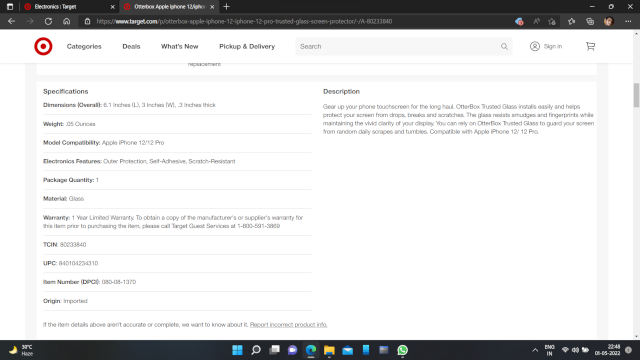 Electronics : Target
Otterbox Apple iphone 12/iphon
https://www.target.com/p/otterbox-apple-iphone-12-iphone-12-pro-trusted-glass-screen-protector/-/A-80233840
Categories
Deals
What's New
Pickup & Delivery
Search
Sign in
replacement
Specifications
Dimensions (Overall): 6.1 Inches (L), 3 Inches (W), .3 Inches thick
Weight: .05 Ounces
Model Compatibility: Apple iPhone 12/12 Pro
Electronics Features: Outer Protection, Self-Adhesive, Scratch-Resistant
Package Quantity: 1
Material: Glass
Warranty: 1 Year Limited Warranty. To obtain a copy of the manufacturer's or supplier's warranty for
this item prior to purchasing the item, please call Target Guest Services at 1-800-591-3869
TCIN: 80233840
UPC: 840104234310
Item Number (DPCI): 080-08-1370
Origin: Imported
If the item details above aren't accurate or complete, we want to know about it. Report incorrect product info.
Description
Gear up your phone touchscreen for the long haul. OtterBox Trusted Glass installs easily and helps
protect your screen from drops, breaks and scratches. The glass resists smudges and fingerprints while
maintaining the vivid clarity of your display. You can rely on OtterBox Trusted Glass to guard your screen
from random daily scrapes and tumbles. Compatible with Apple iPhone 12/ 12 Pro.
30°C
Haze
ENG
IN
22:48
01-05-2022